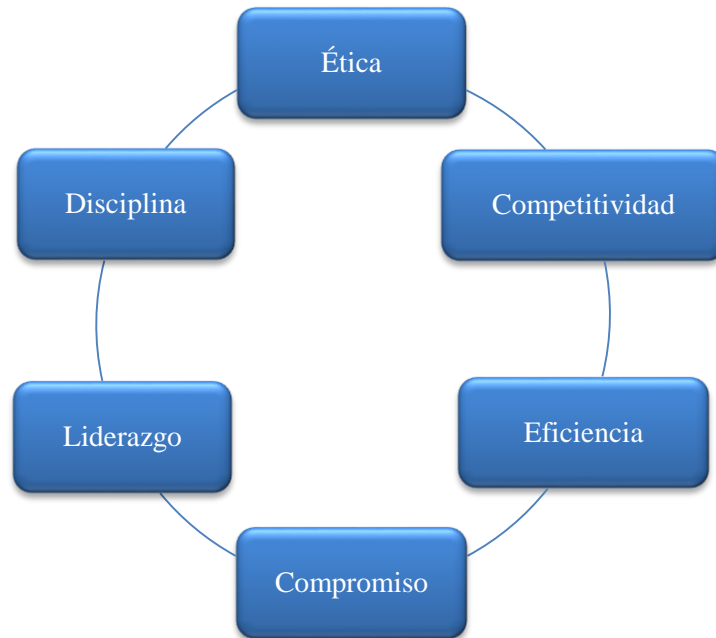 Ética
Competitividad
Eficiencia
Compromiso
Liderazgo
Disciplina